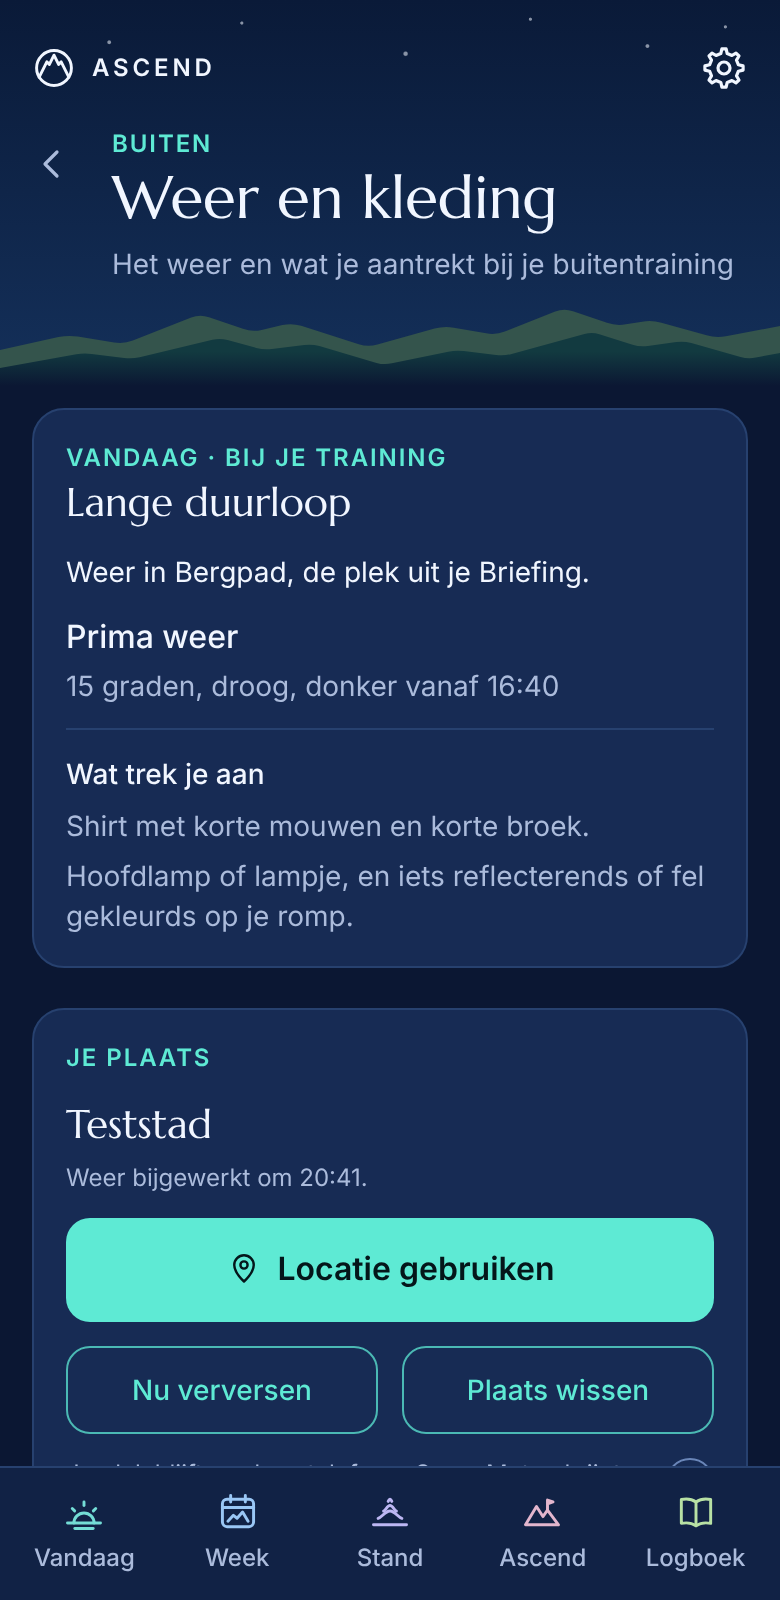 ASCEND
BUITEN
Weer en kleding
Het weer en wat je aantrekt bij je buitentraining
VANDAAG · BIJ JE TRAINING
Lange duurloop
Weer in Bergpad, de plek uit je Briefing.
Prima weer
15 graden, droog, donker vanaf 16:40
Wat trek je aan
Shirt met korte mouwen en korte broek.
Hoofdlamp of lampje, en iets reflecterends of fel
gekleurds op je romp.
JE PLAATS
Teststad
Weer bijgewerkt om 20:41.
Locatie gebruiken
Nu verversen
Plaats wissen
Vandaag
Week
Stand
Ascend
Logboek